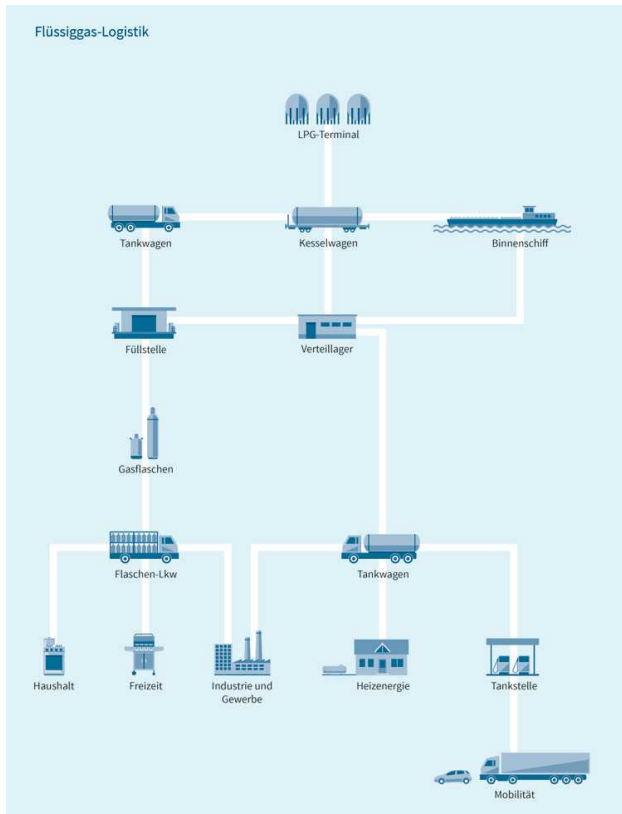 Flüssiggas-Logistik
LPG-Terminal
Tankwagen
Kesselwagen
Binnenschiff
Füllstelle
Verteillager
Gasflaschen
Flaschen-Lkw
Tankwagen
Haushalt
Freizeit
Industrie und
Gewerbe
Heizenergie
Tankstelle
Mobilität